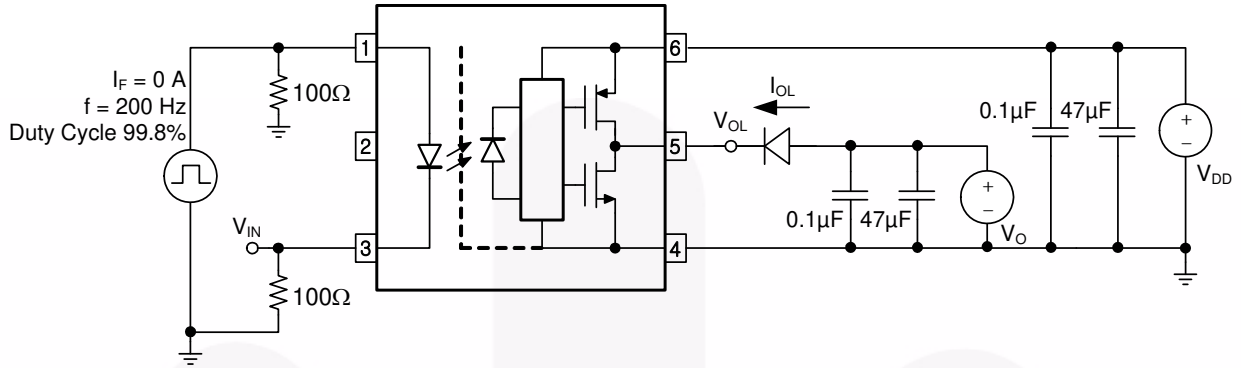 I_F = 0 A
f = 200 Hz
Duty Cycle 99.8%
100Ω
V_IN
100Ω
1
2
3
6
5
4
I_OL
V_OL
0.1µF
47µF
V_O
0.1µF
47µF
V_DD
+
−
+
−